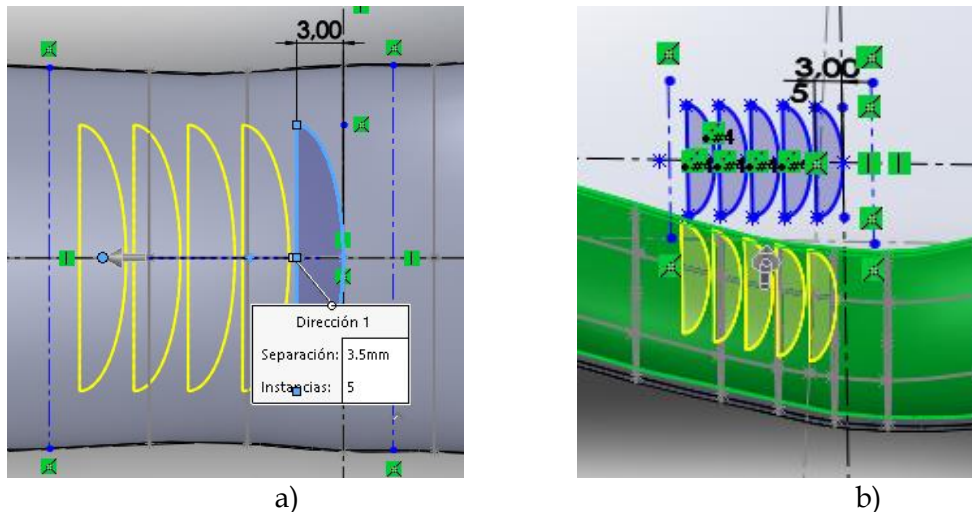 3,00
Dirección 1
Separación: 3.5mm
Instancias: 5
a)
3,00
5
b)